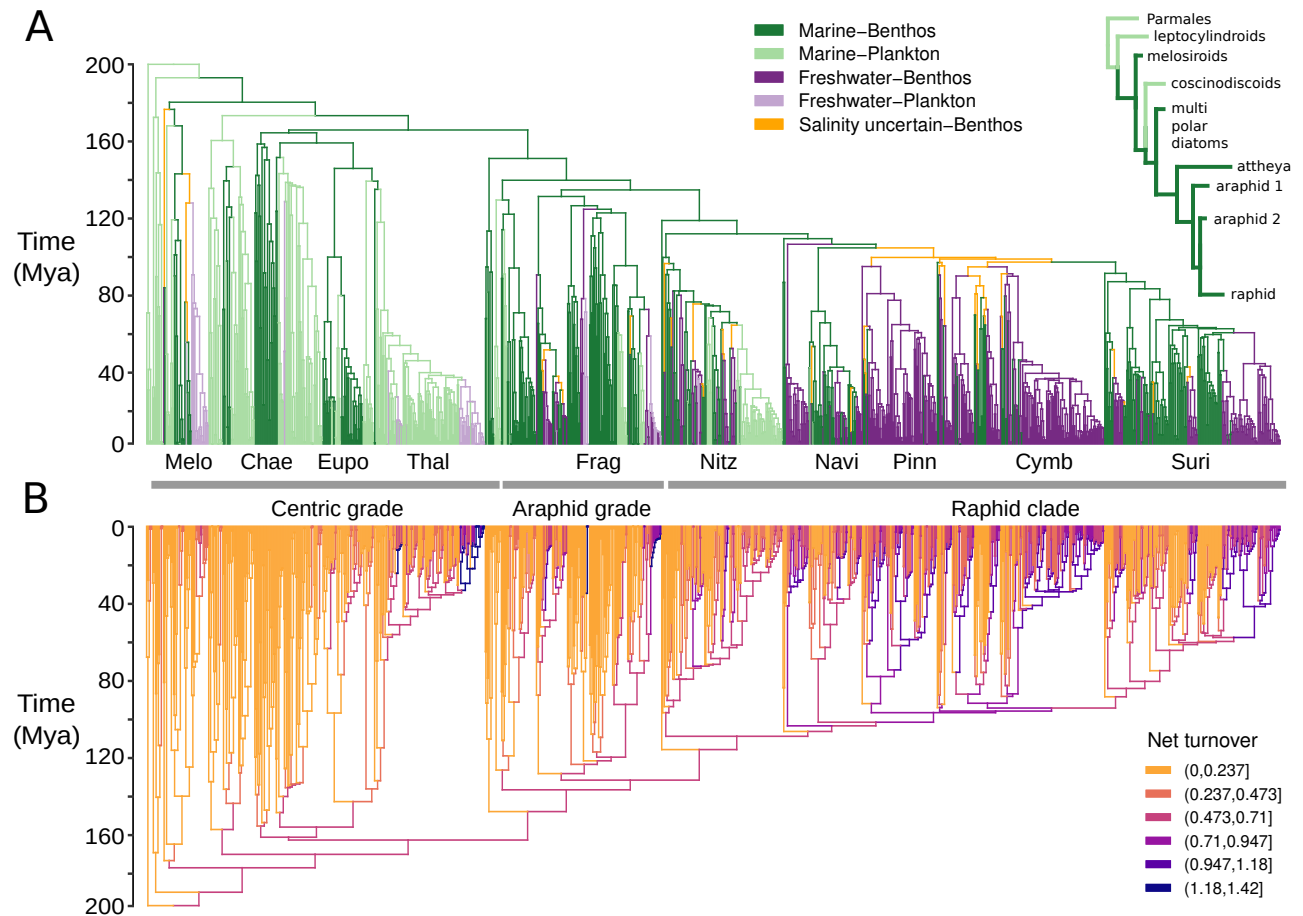 A
Marine–Benthos
Marine–Plankton
Freshwater–Benthos
Freshwater–Plankton
Salinity uncertain–Benthos
Parmales
leptocylindroids
melosiroids
coscinodiscoids
multi
polar
diatoms
attheya
araphid 1
araphid 2
raphid
Time
(Mya)
200
160
120
80
40
0
Melo Chae Eupo Thal Frag Nitz Navi Pinn Cymb Suri
Centric grade Araphid grade Raphid clade
B
Time
(Mya)
0
40
80
120
160
200
Net turnover
(0,0.237]
(0.237,0.473]
(0.473,0.71]
(0.71,0.947]
(0.947,1.18]
(1.18,1.42]